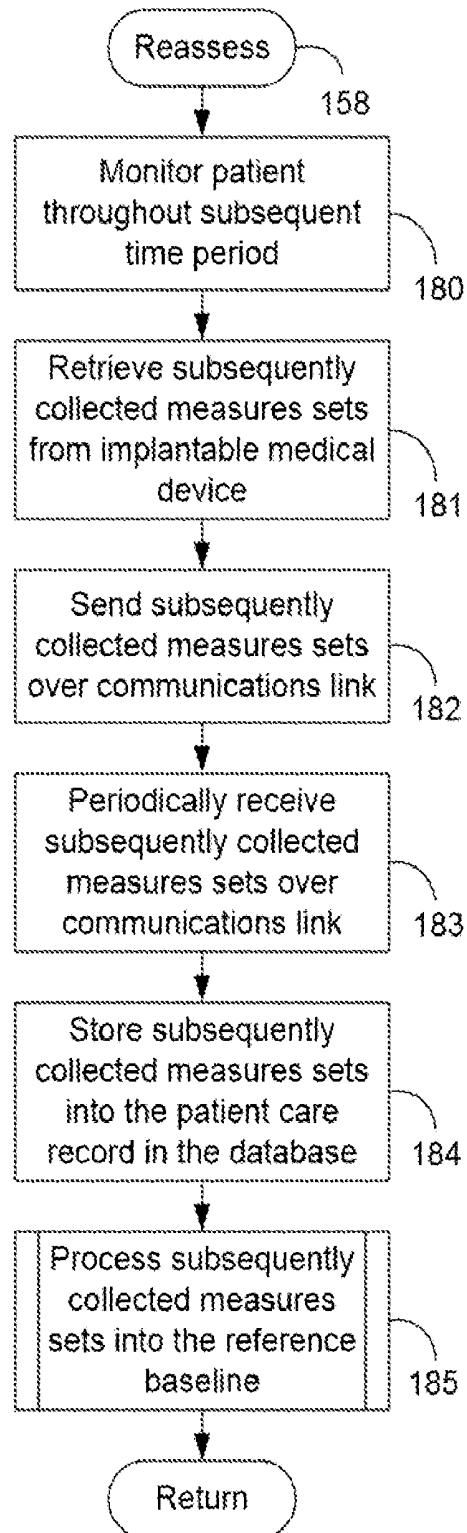 Reassess
158
Monitor patient
throughout subsequent
time period
180
Retrieve subsequently
collected measures sets
from implantable medical
device
181
Send subsequently
collected measures sets
over communications link
182
Periodically receive
subsequently collected
measures sets over
communications link
183
Store subsequently
collected measures sets
into the patient care
record in the database
184
Process subsequently
collected measures
sets into the reference
baseline
185
Return